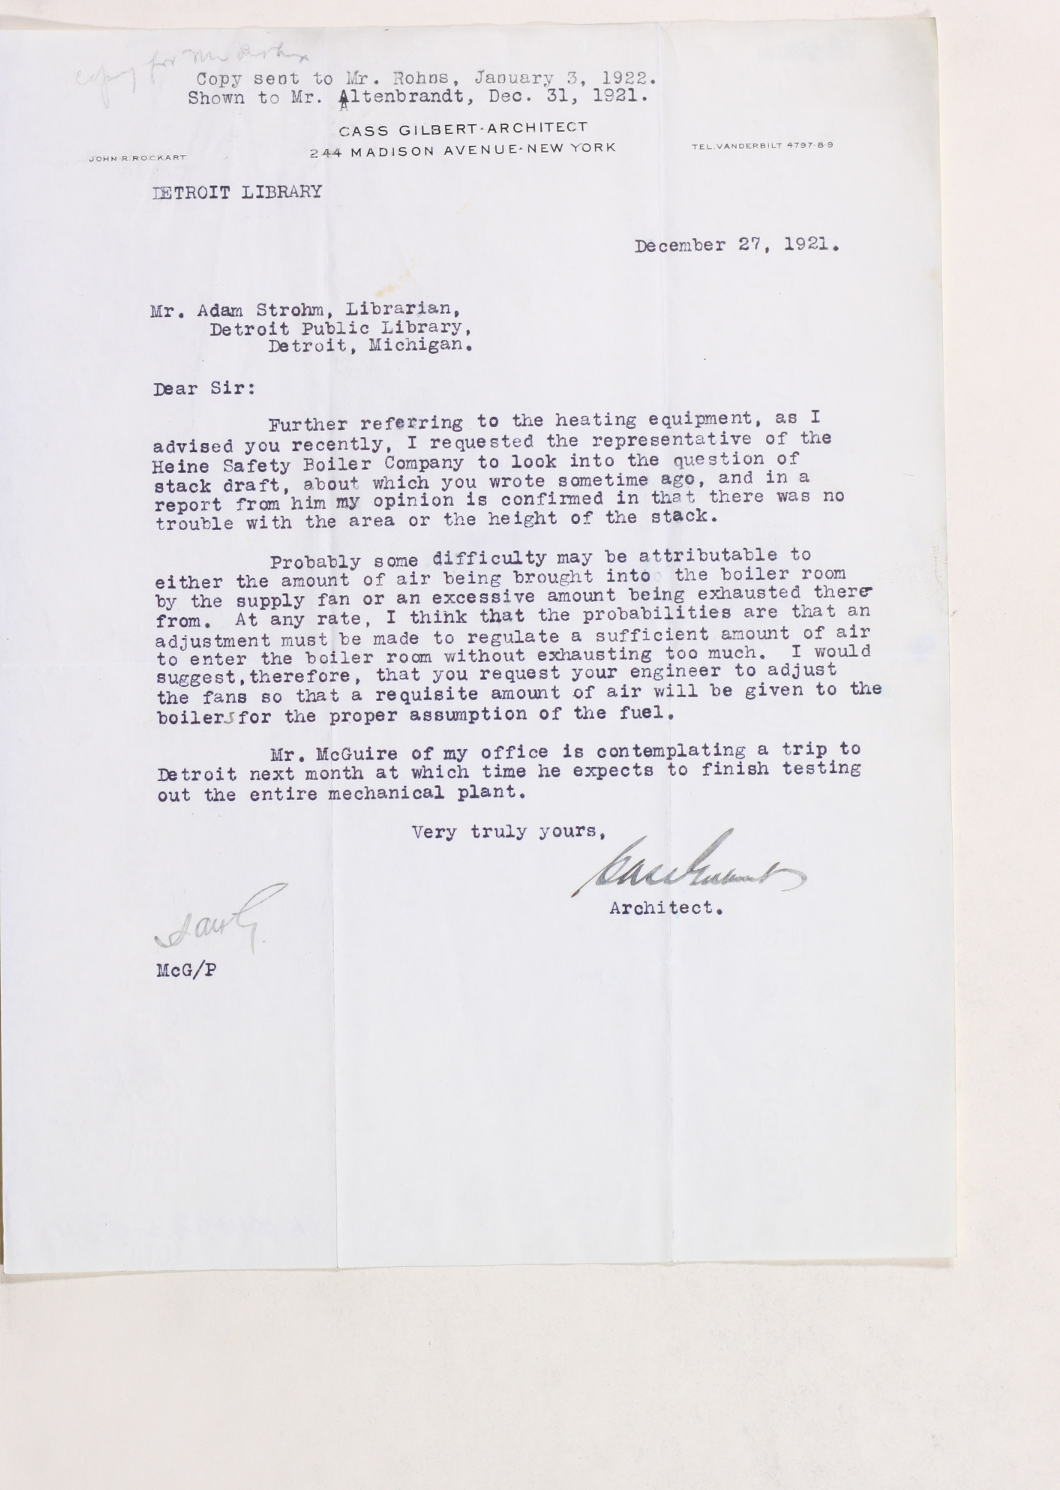 Copy for Mr Rohns
Copy sent to Mr. Rohns, January 3, 1922.
Shown to Mr. Altenbrandt, Dec. 31, 1921.
CASS GILBERT·ARCHITECT
JOHN·R·ROCKART 244 MADISON AVENUE·NEW YORK TEL. VANDERBILT 4797·8·9
DETROIT LIBRARY
December 27, 1921.
Mr. Adam Strohm, Librarian,
Detroit Public Library,
Detroit, Michigan.
Dear Sir:
Further referring to the heating equipment, as I
advised you recently, I requested the representative of the
Heine Safety Boiler Company to look into the question of
stack draft, about which you wrote sometime ago, and in a
report from him my opinion is confirmed in that there was no
trouble with the area or the height of the stack.
Probably some difficulty may be attributable to
either the amount of air being brought into the boiler room
by the supply fan or an excessive amount being exhausted there
from. At any rate, I think that the probabilities are that an
adjustment must be made to regulate a sufficient amount of air
to enter the boiler room without exhausting too much. I would
suggest,therefore, that you request your engineer to adjust
the fans so that a requisite amount of air will be given to the
boilers for the proper assumption of the fuel.
Mr. McGuire of my office is contemplating a trip to
Detroit next month at which time he expects to finish testing
out the entire mechanical plant.
Very truly yours,
Cass Gilbert
Architect.
McG/P